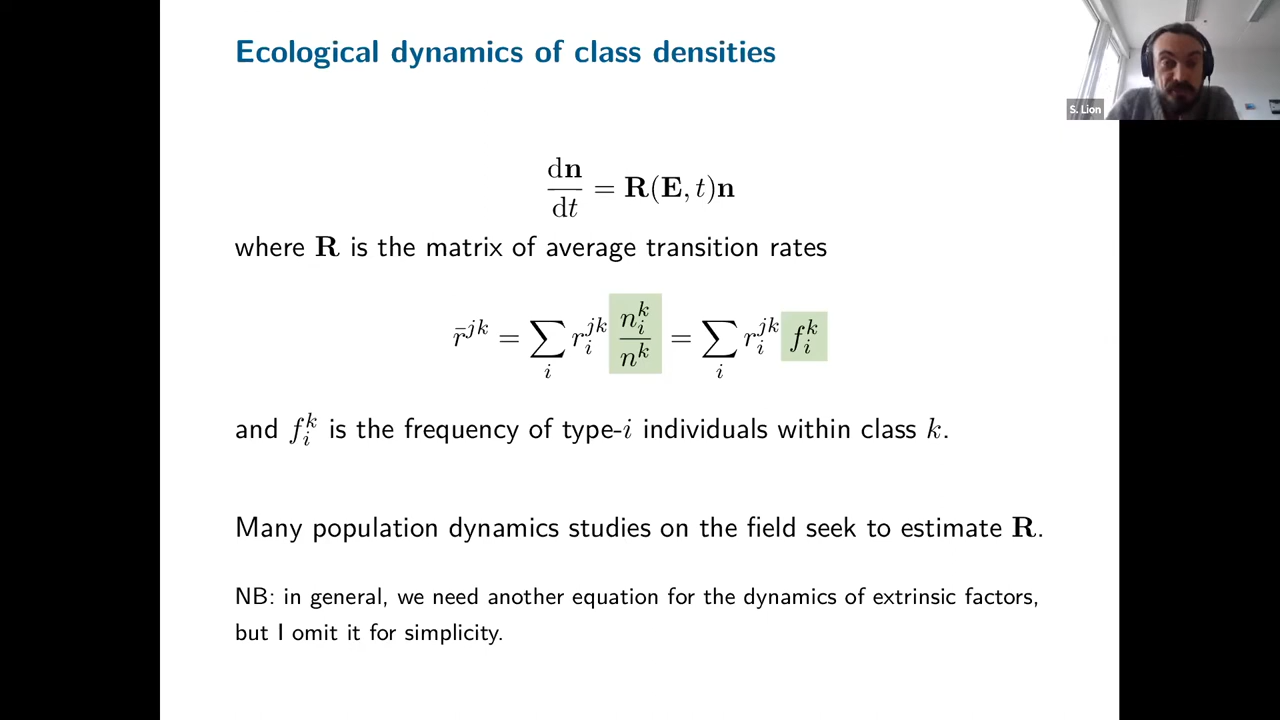 Ecological dynamics of class densities
S. Lion
dn/dt = R(E, t)n
where R is the matrix of average transition rates
r̄^{jk} = ∑_i r_i^{jk} n_i^k/n^k = ∑_i r_i^{jk} f_i^k
and f_i^k is the frequency of type-i individuals within class k.
Many population dynamics studies on the field seek to estimate R.
NB: in general, we need another equation for the dynamics of extrinsic factors,
but I omit it for simplicity.